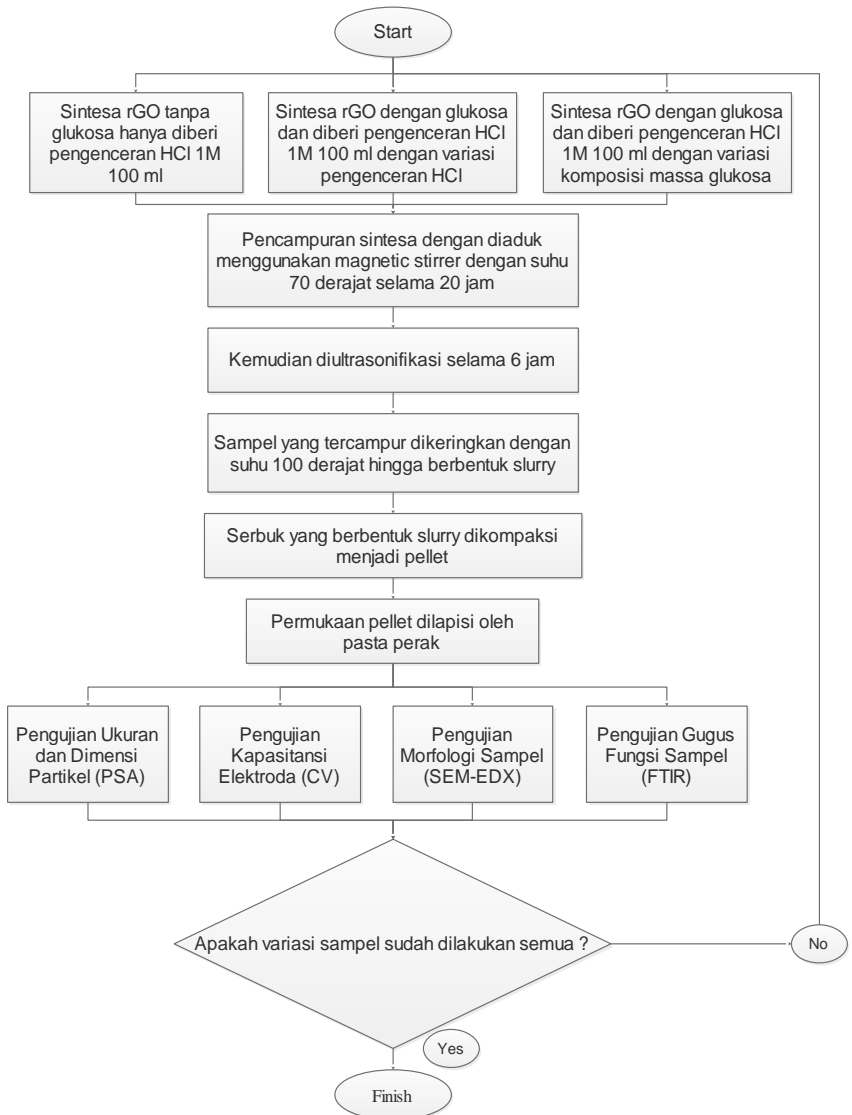 Start
Sintesa rGO tanpa
glukosa hanya diberi
pengenceran HCl 1M
100 ml
Sintesa rGO dengan glukosa
dan diberi pengenceran HCl
1M 100 ml dengan variasi
pengenceran HCl
Sintesa rGO dengan glukosa
dan diberi pengenceran HCl
1M 100 ml dengan variasi
komposisi massa glukosa
Pencampuran sintesa dengan diaduk
menggunakan magnetic stirrer dengan suhu
70 derajat selama 20 jam
Kemudian diultrasonifikasi selama 6 jam
Sampel yang tercampur dikeringkan dengan
suhu 100 derajat hingga berbentuk slurry
Serbuk yang berbentuk slurry dikompaksi
menjadi pellet
Permukaan pellet dilapisi oleh
pasta perak
Pengujian Ukuran
dan Dimensi
Partikel (PSA)
Pengujian
Kapasitansi
Elektroda (CV)
Pengujian
Morfologi Sampel
(SEM-EDX)
Pengujian Gugus
Fungsi Sampel
(FTIR)
Apakah variasi sampel sudah dilakukan semua ?
No
Yes
Finish